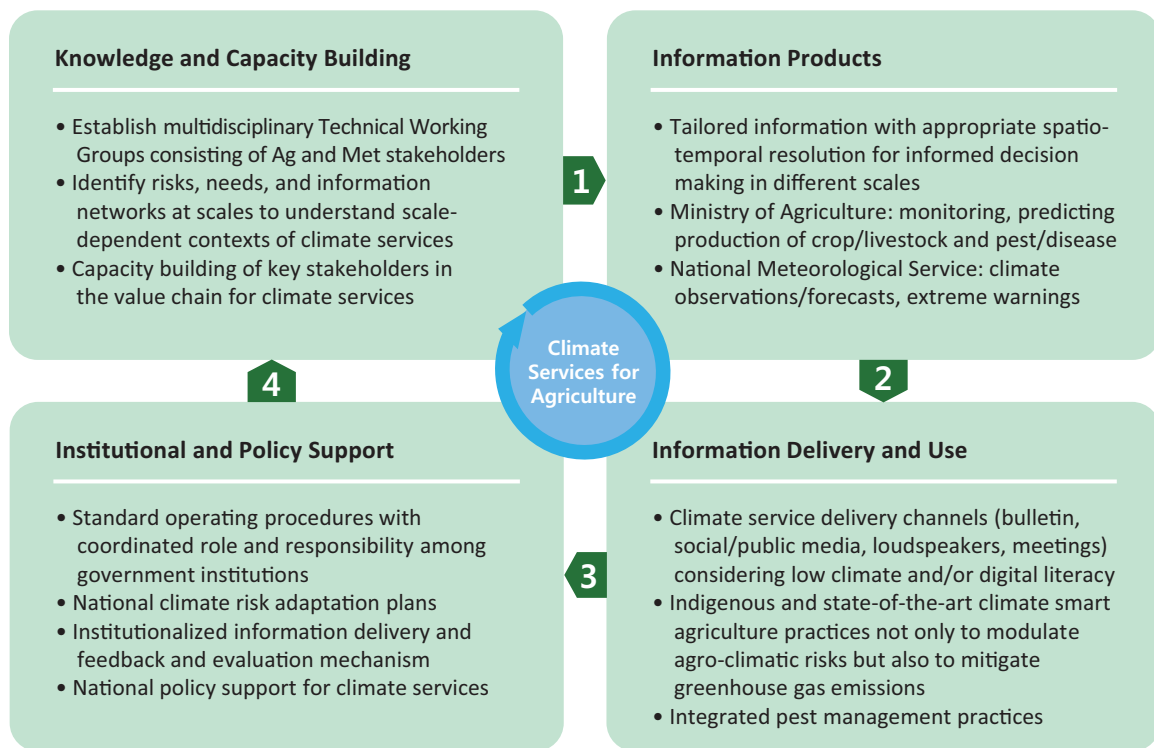 Knowledge and Capacity Building
• Establish multidisciplinary Technical Working
Groups consisting of Ag and Met stakeholders
• Identify risks, needs, and information
networks at scales to understand scale-
dependent contexts of climate services
• Capacity building of key stakeholders in
the value chain for climate services
1
Information Products
• Tailored information with appropriate spatio-
temporal resolution for informed decision
making in different scales
• Ministry of Agriculture: monitoring, predicting
production of crop/livestock and pest/disease
• National Meteorological Service: climate
observations/forecasts, extreme warnings
Climate
Services for
Agriculture
2
Information Delivery and Use
• Climate service delivery channels (bulletin,
social/public media, loudspeakers, meetings)
considering low climate and/or digital literacy
• Indigenous and state-of-the-art climate smart
agriculture practices not only to modulate
agro-climatic risks but also to mitigate
greenhouse gas emissions
• Integrated pest management practices
3
Institutional and Policy Support
• Standard operating procedures with
coordinated role and responsibility among
government institutions
• National climate risk adaptation plans
• Institutionalized information delivery and
feedback and evaluation mechanism
• National policy support for climate services
4